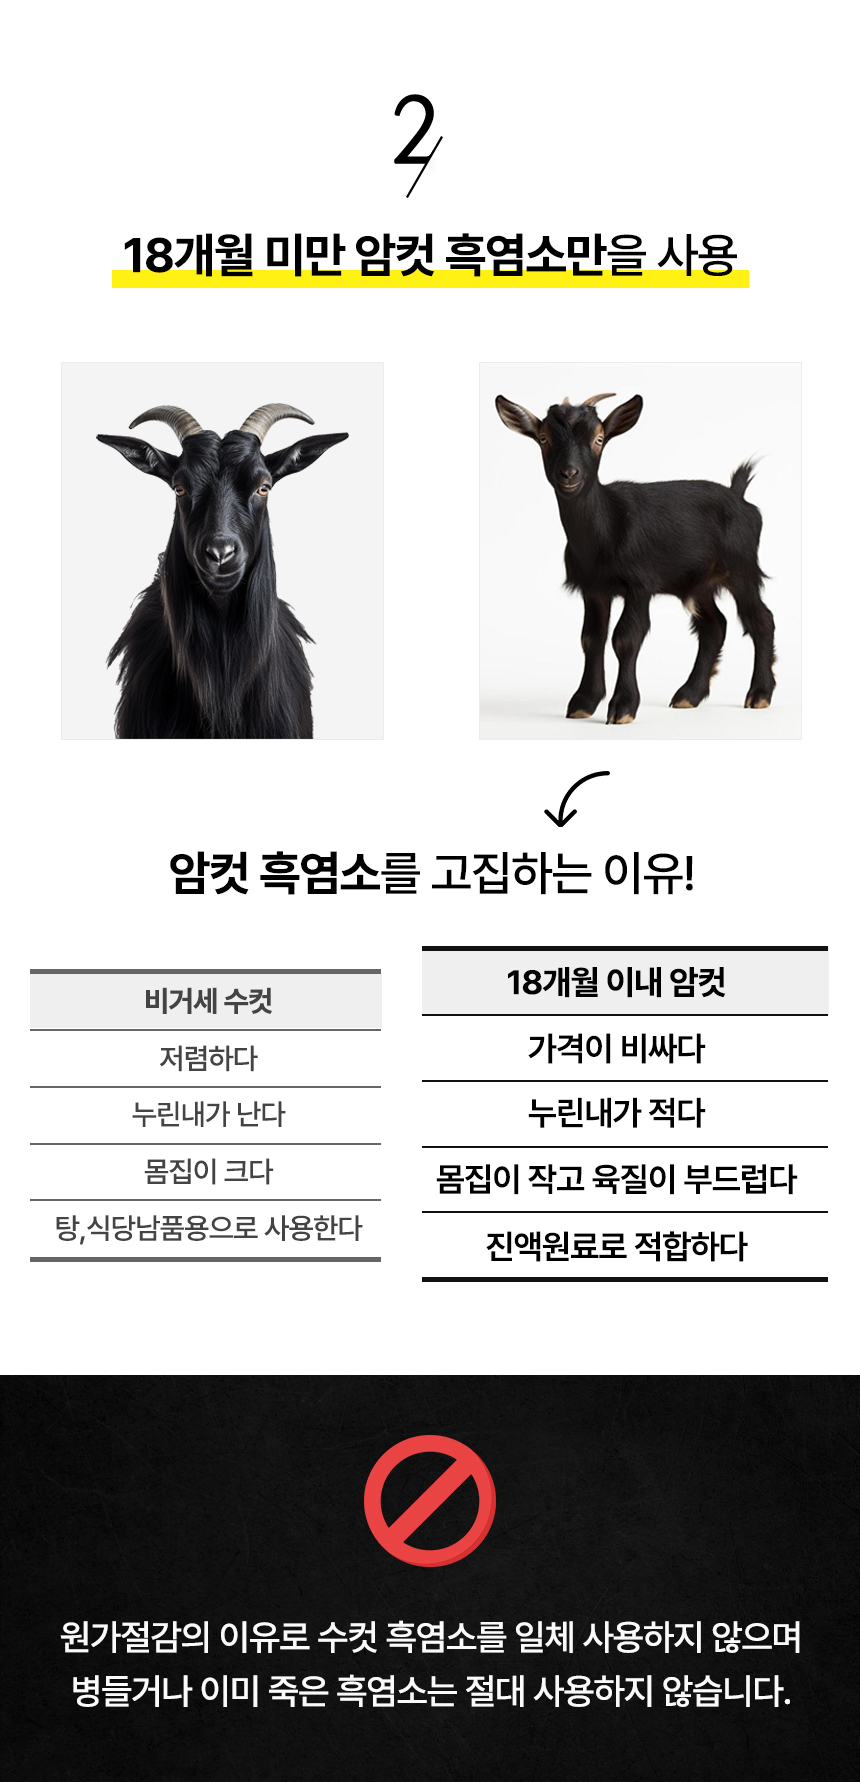 2
18개월 미만 암컷 흑염소만을 사용
암컷 흑염소를 고집하는 이유!
비거세 수컷
저렴하다
누린내가 난다
몸집이 크다
탕,식당남품용으로 사용한다
18개월 이내 암컷
가격이 비싸다
누린내가 적다
몸집이 작고 육질이 부드럽다
진액원료로 적합하다
원가절감의 이유로 수컷 흑염소를 일체 사용하지 않으며
병들거나 이미 죽은 흑염소는 절대 사용하지 않습니다.